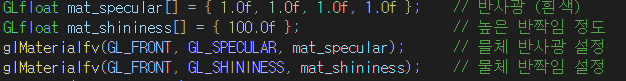 GLfloat mat_specular[] = { 1.0f, 1.0f, 1.0f, 1.0f }; // 반사광 (흰색)
GLfloat mat_shininess[] = { 100.0f }; // 높은 반짝임 정도
glMaterialfv(GL_FRONT, GL_SPECULAR, mat_specular); // 믈체 반사광 설정
glMaterialfv(GL_FRONT, GL_SHININESS, mat_shininess); // 물체 반짝임 설정